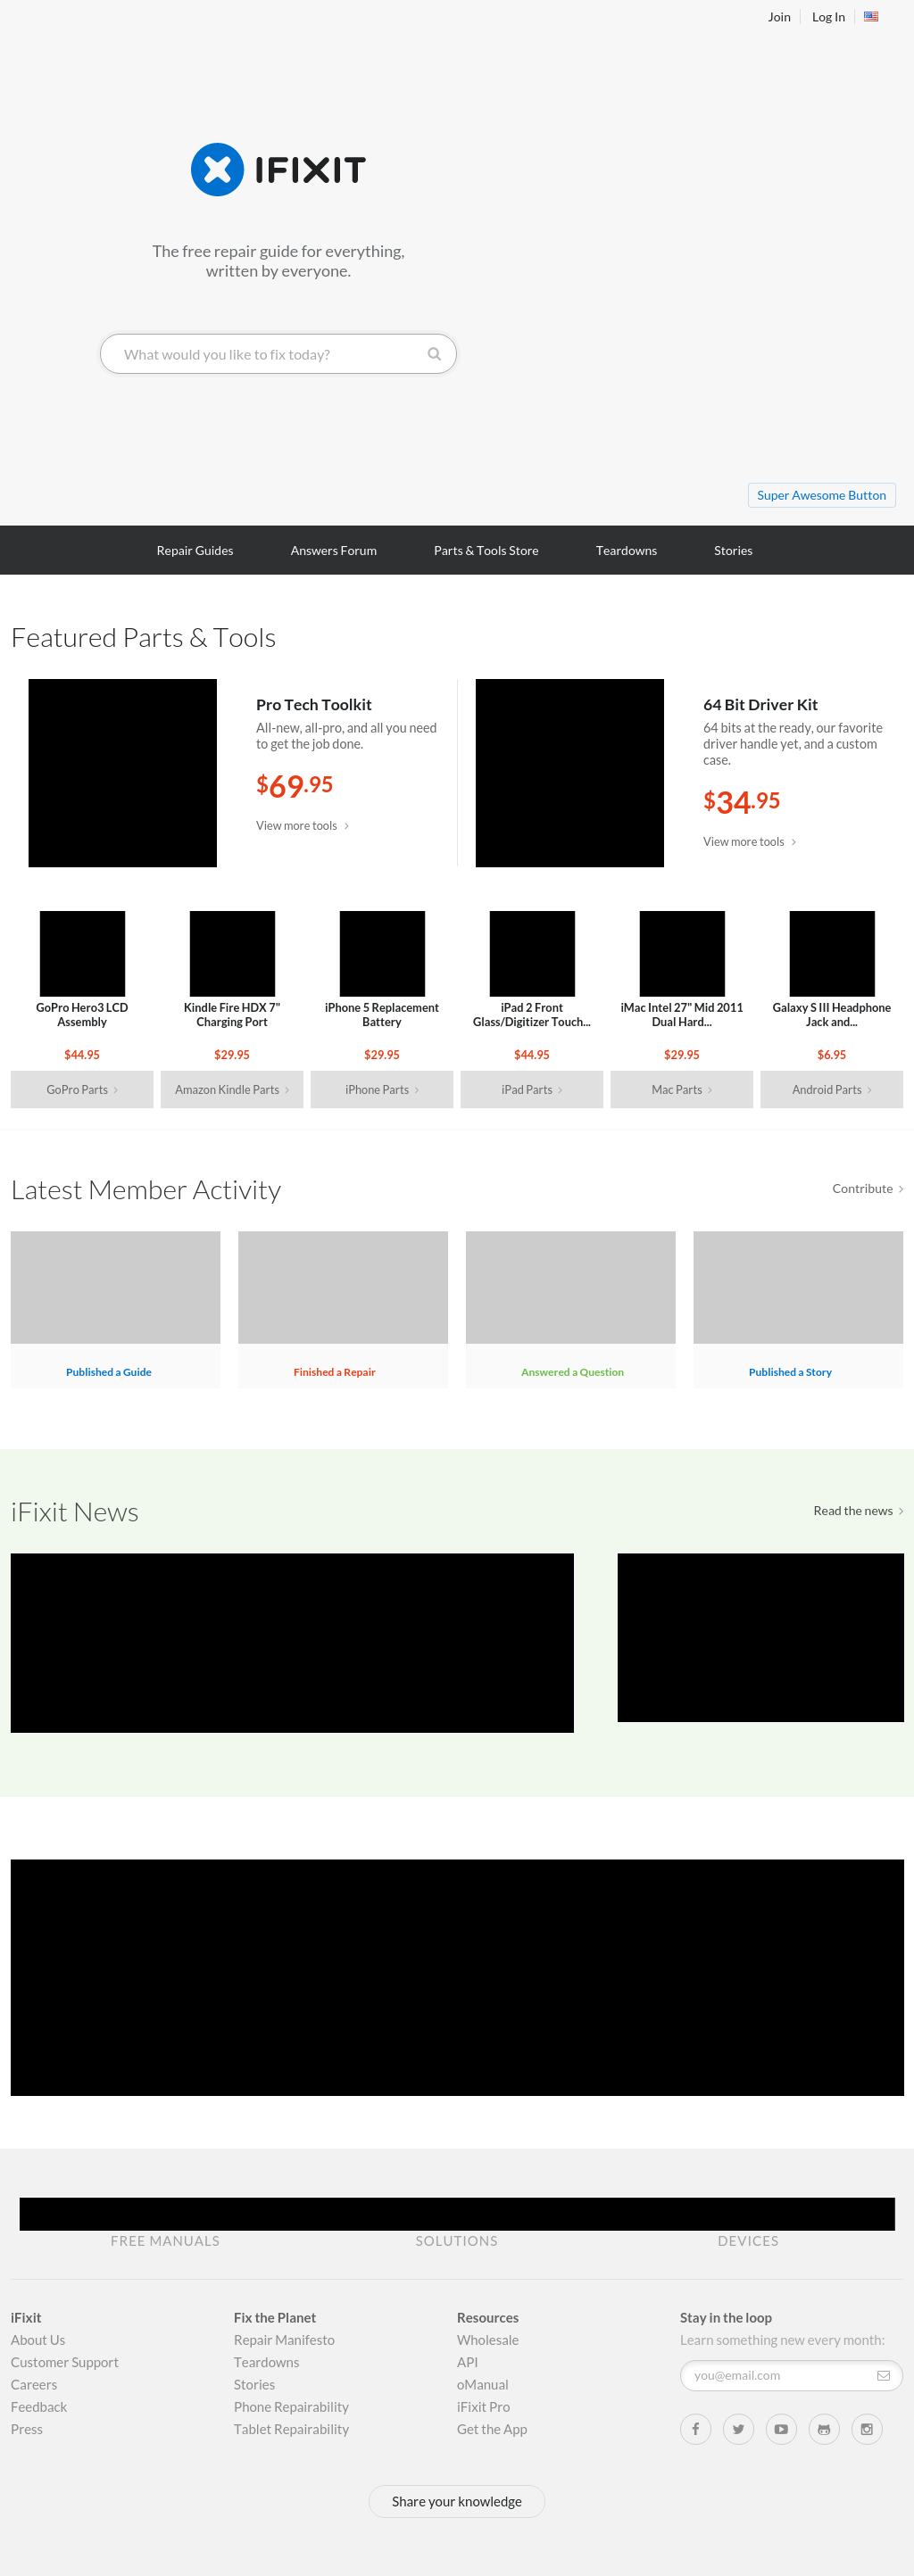 Join
Log In
IFIXIT
The free repair guide for everything,
written by everyone.
What would you like to fix today?
Super Awesome Button
Repair Guides
Answers Forum
Parts & Tools Store
Teardowns
Stories
Featured Parts & Tools
Pro Tech Toolkit
All-new, all-pro, and all you need
to get the job done.
$69.95
View more tools
64 Bit Driver Kit
64 bits at the ready, our favorite
driver handle yet, and a custom
case.
$34.95
View more tools
GoPro Hero3 LCD
Assembly
$44.95
GoPro Parts
Kindle Fire HDX 7"
Charging Port
$29.95
Amazon Kindle Parts
iPhone 5 Replacement
Battery
$29.95
iPhone Parts
iPad 2 Front
Glass/Digitizer Touch...
$44.95
iPad Parts
iMac Intel 27" Mid 2011
Dual Hard...
$29.95
Mac Parts
Galaxy S III Headphone
Jack and...
$6.95
Android Parts
Latest Member Activity
Contribute
Published a Guide
Finished a Repair
Answered a Question
Published a Story
iFixit News
Read the news
FREE MANUALS
SOLUTIONS
DEVICES
iFixit
About Us
Customer Support
Careers
Feedback
Press
Fix the Planet
Repair Manifesto
Teardowns
Stories
Phone Repairability
Tablet Repairability
Resources
Wholesale
API
oManual
iFixit Pro
Get the App
Stay in the loop
Learn something new every month:
you@email.com
Share your knowledge